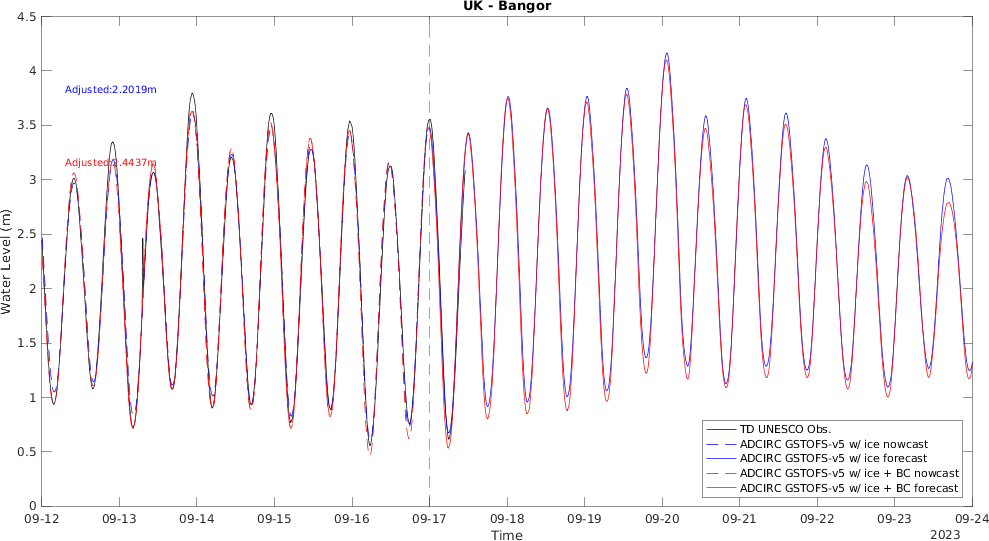 UK - Bangor
4.5
4
3.5
3
2.5
2
1.5
1
0.5
0
Water Level (m)
Adjusted:2.2019m
Adjusted:2.4437m
TD UNESCO Obs.
ADCIRC GSTOFS-v5 w/ ice nowcast
ADCIRC GSTOFS-v5 w/ ice forecast
ADCIRC GSTOFS-v5 w/ ice + BC nowcast
ADCIRC GSTOFS-v5 w/ ice + BC forecast
09-12 09-13 09-14 09-15 09-16 09-17 09-18 09-19 09-20 09-21 09-22 09-23 09-24
Time
2023